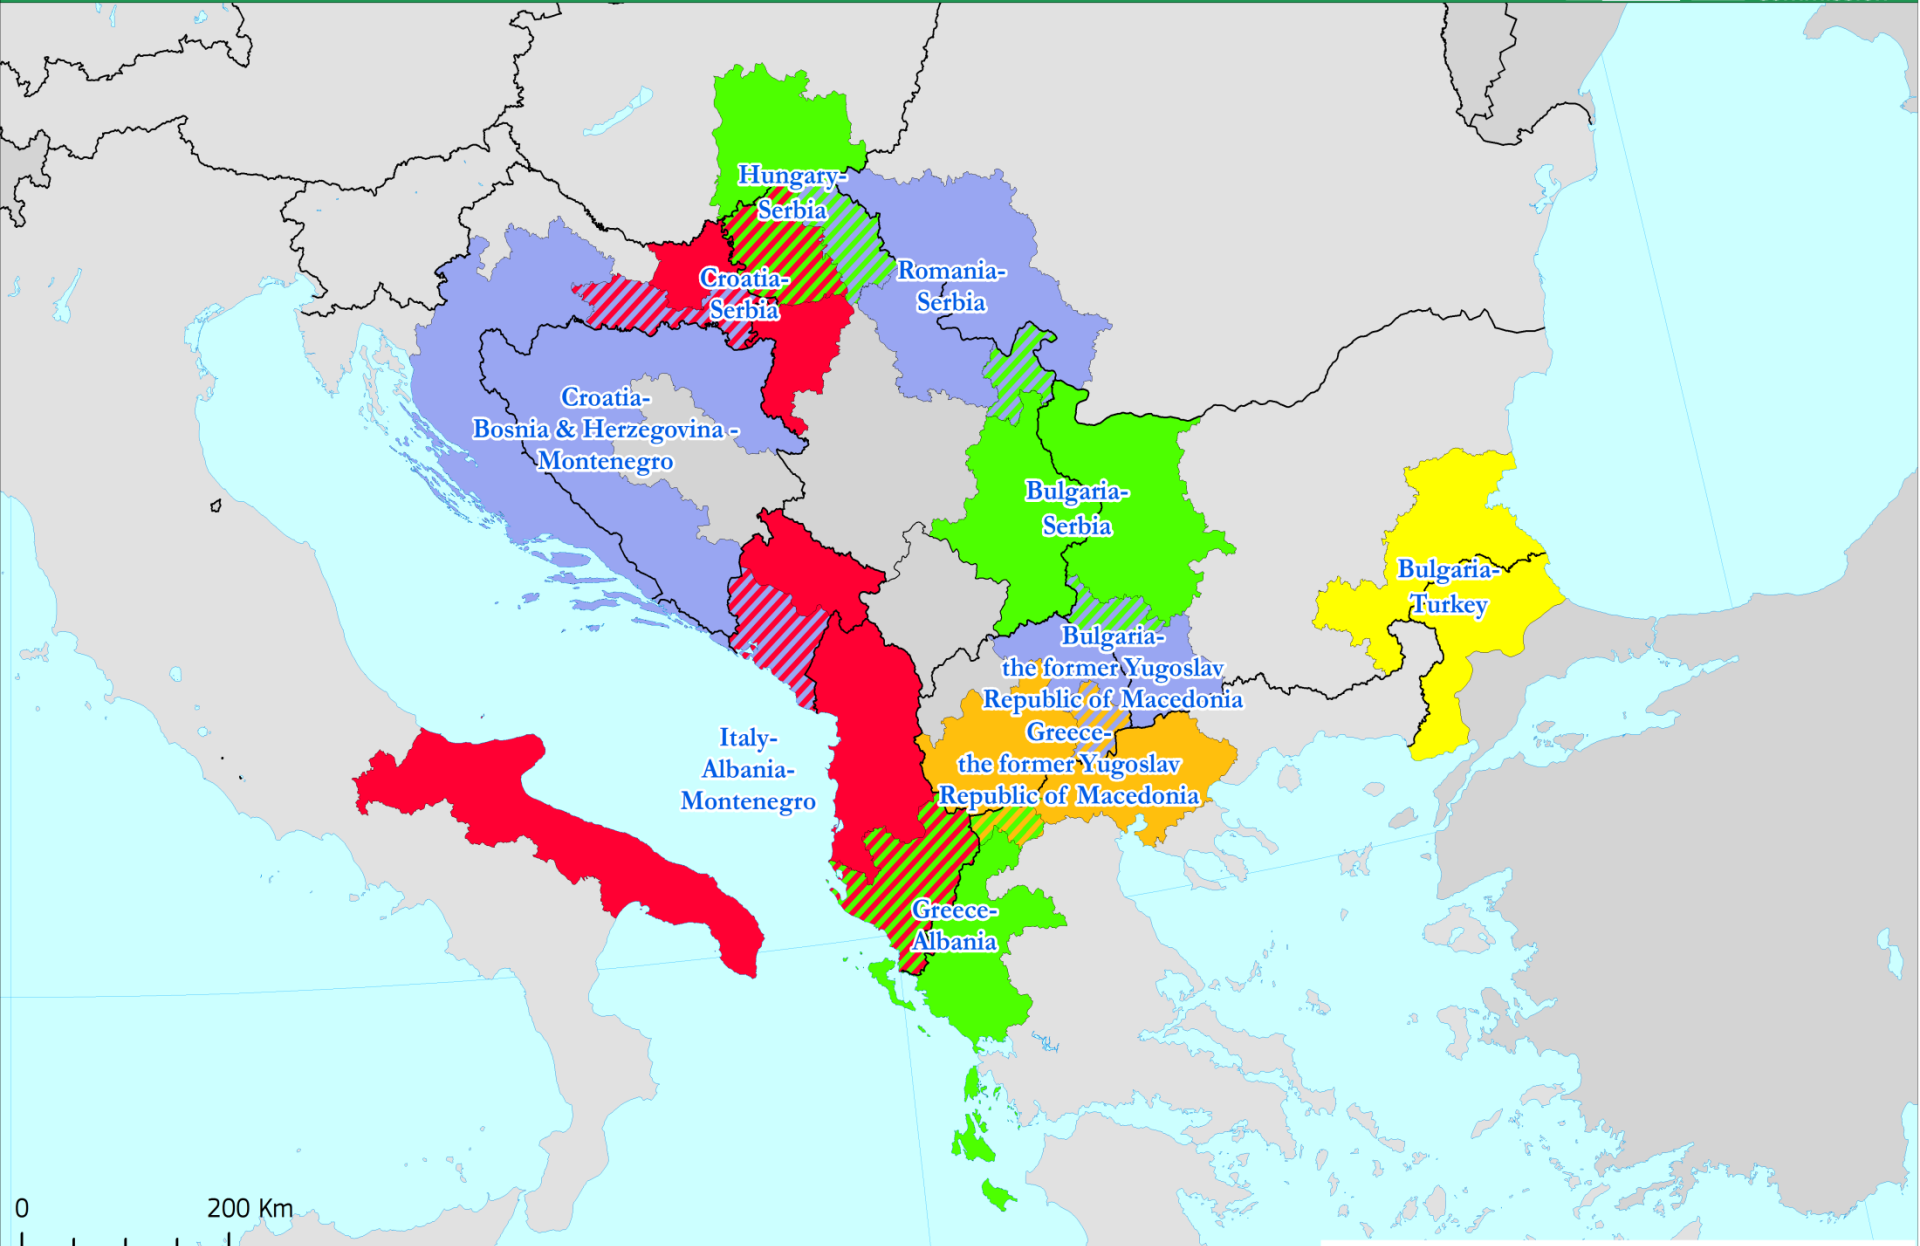 Hungary-
Serbia
Croatia-
Serbia
Romania-
Serbia
Croatia-
Bosnia & Herzegovina -
Montenegro
Bulgaria-
Serbia
Bulgaria-
Turkey
Bulgaria-
the former Yugoslav
Republic of Macedonia
Greece-
the former Yugoslav
Republic of Macedonia
Italy-
Albania-
Montenegro
Greece-
Albania
0
200 Km